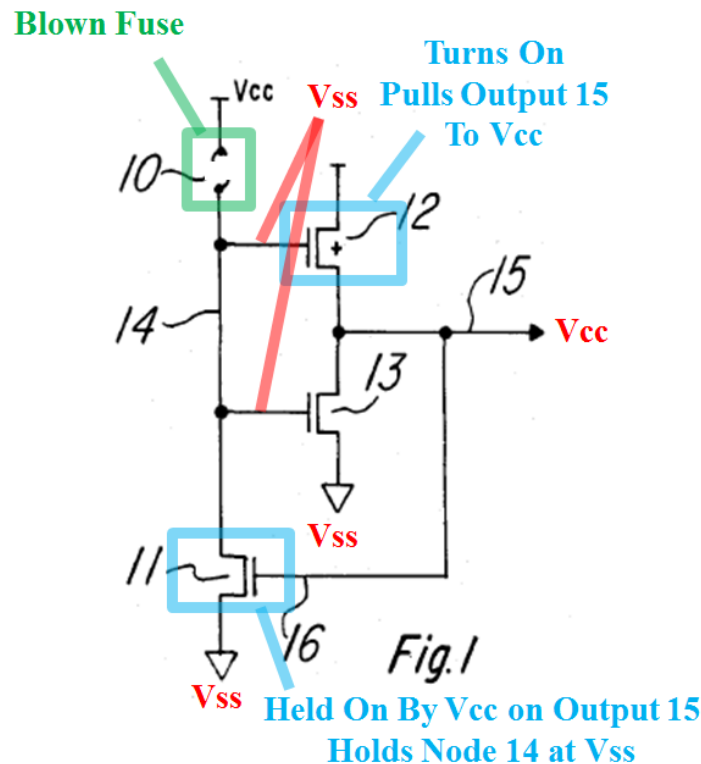 Blown Fuse
Turns On
Pulls Output 15
To Vcc
Vcc
Vss
10
12
14
15
Vcc
13
Vss
11
16
Fig.1
Vss
Held On By Vcc on Output 15
Holds Node 14 at Vss